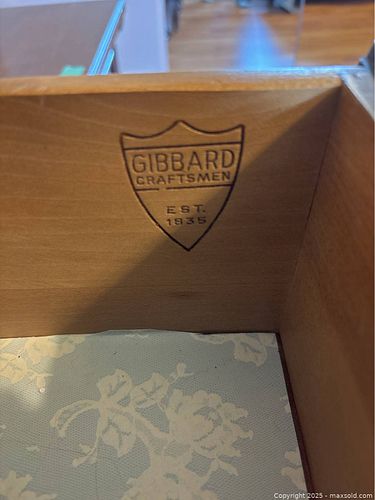 GIBBARD
CRAFTSMEN
EST.
1835
Copyright © 2025 - maxsold.com